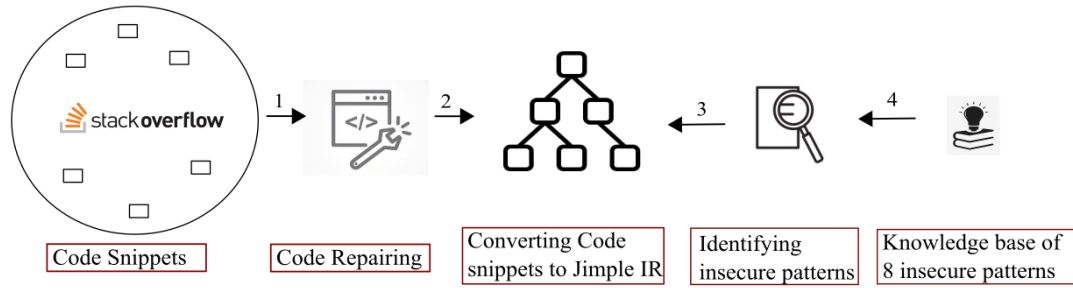 stackoverflow
1
</>
2
3
4
Code Snippets
Code Repairing
Converting Code
snippets to Jimple IR
Identifying
insecure patterns
Knowledge base of
8 insecure patterns